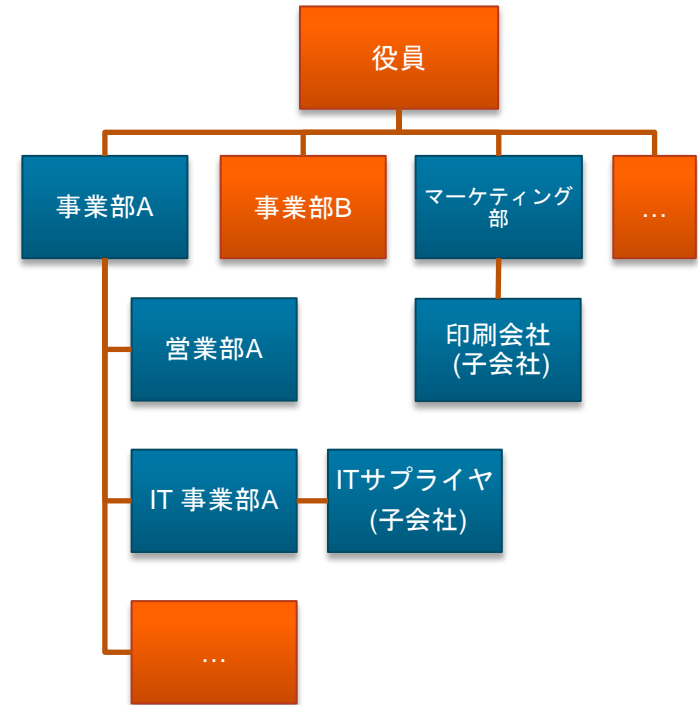 役員
事業部A
事業部B
マーケティング
部
…
営業部A
印刷会社
(子会社)
IT 事業部A
ITサプライヤ
(子会社)
…